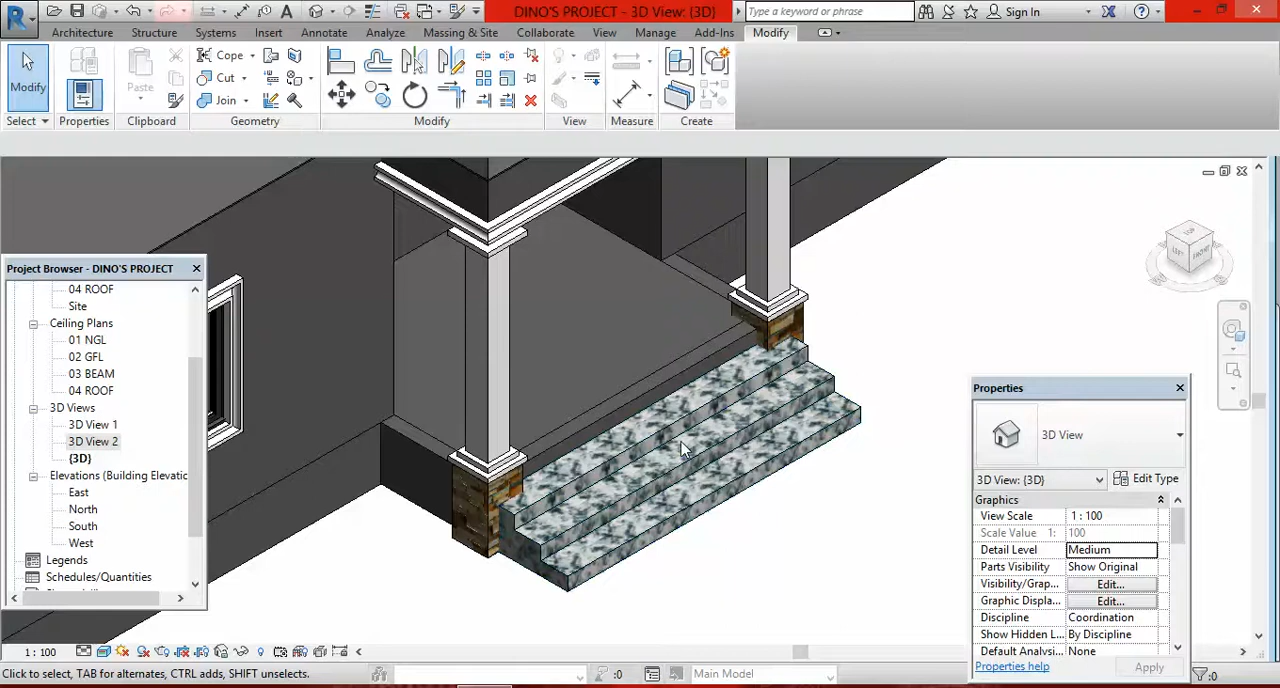 DINO'S PROJECT - 3D View: {3D}
Type a keyword or phrase
Sign In
Architecture Structure Systems Insert Annotate Analyze Massing & Site Collaborate View Manage Add-Ins Modify
Modify
Paste
Cope
Cut
Join
Select Properties Clipboard Geometry Modify View Measure Create
Project Browser - DINO'S PROJECT
04 ROOF
Site
Ceiling Plans
01 NGL
02 GFL
03 BEAM
04 ROOF
3D Views
3D View 1
3D View 2
{3D}
Elevations (Building Elevatic
East
North
South
West
Legends
Schedules/Quantities
TOP
LEFT
FRONT
Properties
3D View
3D View: {3D} Edit Type
Graphics
View Scale 1 : 100
Scale Value 1: 100
Detail Level Medium
Parts Visibility Show Original
Visibility/Grap... Edit...
Graphic Displa... Edit...
Discipline Coordination
Show Hidden L... By Discipline
Default Analysi... None
Properties help Apply
1 : 100
Click to select, TAB for alternates, CTRL adds, SHIFT unselects.
:0
Main Model
:0